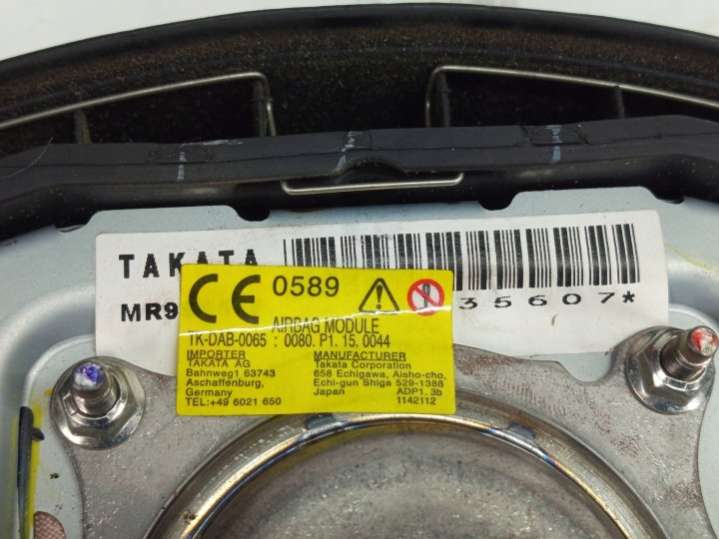 TAKATA
MR9
35607*
CE 0589
AIRBAG MODULE
TK-DAB-0065 : 0080. P1. 15. 0044
IMPORTER
TAKATA AG
Bahnweg1 63743
Aschaffenburg,
Germany
TEL:+49 6021 650
MANUFACTURER
Takata Corporation
658 Echigawa, Aisho-cho,
Echi-gun Shiga 529-1388
Japan ADP1. 3b
1142112